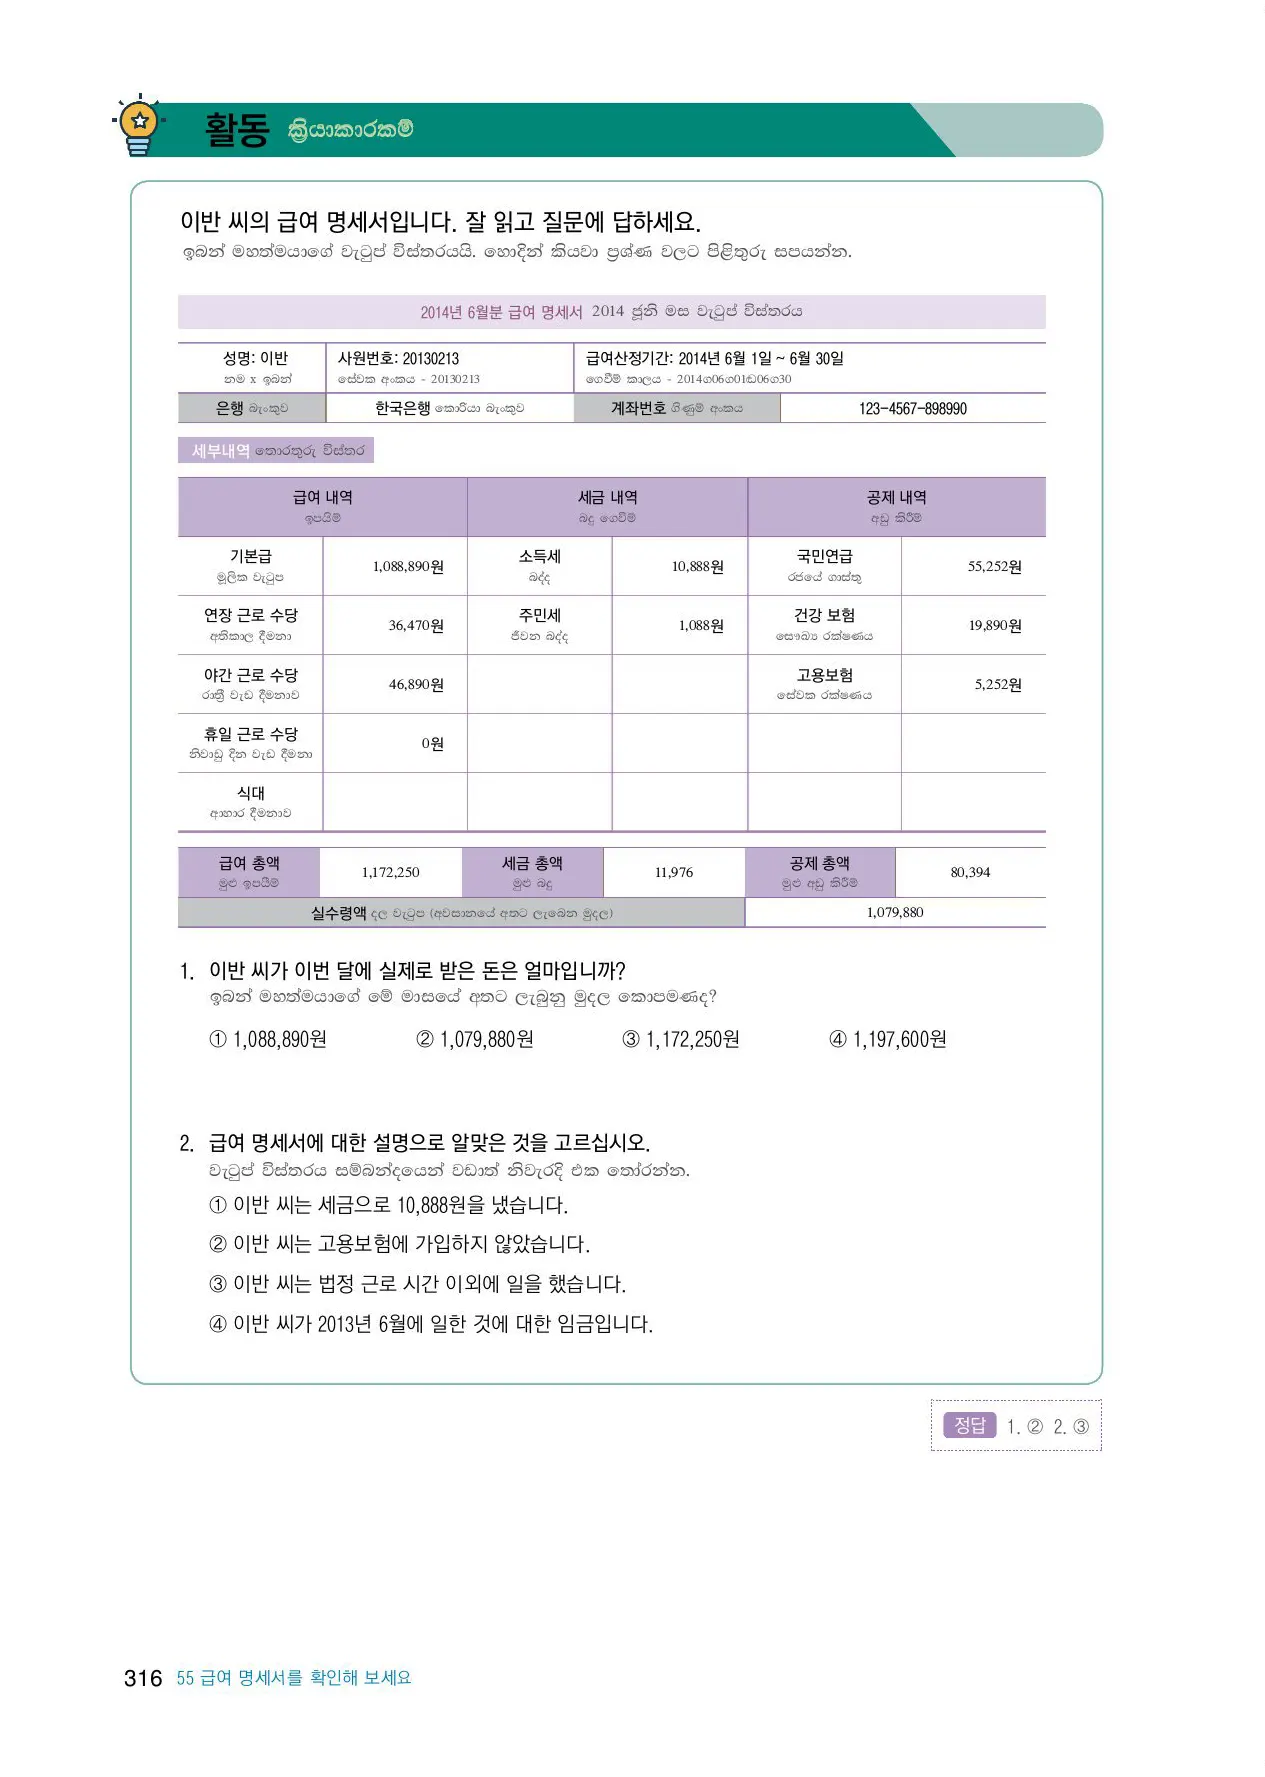 활동 ක්‍රියාකාරකම්
이반 씨의 급여 명세서입니다. 잘 읽고 질문에 답하세요.
ඉබන් මහත්මයාගේ වැටුප් විස්තරයයි. හොදින් කියවා ප්‍රශ්ණ වලට පිළිතුරු සපයන්න.
2014년 6월분 급여 명세서 2014 ජූනි මස වැටුප් විස්තරය
성명: 이반 사원번호: 20130213 급여산정기간: 2014년 6월 1일 ~ 6월 30일
නම x ඉබන් සේවක අංකය - 20130213 ගෙවීම් කාලය - 2014ග06ග01ඬ06ග30
은행 බැංකුව 한국은행 කොරියා බැංකුව 계좌번호 ගිණුම් අංකය 123-4567-898990
세부내역 තොරතුරු විස්තර
급여 내역 세금 내역 공제 내역
ඉපයිම් බදු ගෙවීම් අඩු කිරීම්
기본급 1,088,890원 소득세 10,888원 국민연급 55,252원
මූලික වැටුප බද්ද රජයේ ගාස්තු
연장 근로 수당 36,470원 주민세 1,088원 건강 보험 19,890원
අතිකාල දීමනා ජීවන බද්ද සෞඛ්‍ය රක්ෂණය
야간 근로 수당 46,890원 고용보험 5,252원
රාත්‍රී වැඩ දීමනාව සේවක රක්ෂණය
휴일 근로 수당 0원
නිවාඩු දින වැඩ දීමනා
식대
ආහාර දීමනාව
급여 총액 1,172,250 세금 총액 11,976 공제 총액 80,394
මුළු ඉපයීම් මුළු බදු මුළු අඩු කිරීම්
실수령액 දල වැටුප (අවසානයේ අතට ලැබෙන මුදල) 1,079,880
1. 이반 씨가 이번 달에 실제로 받은 돈은 얼마입니까?
ඉබන් මහත්මයාගේ මේ මාසයේ අතට ලැබුනු මුදල කොපමණද?
① 1,088,890원 ② 1,079,880원 ③ 1,172,250원 ④ 1,197,600원
2. 급여 명세서에 대한 설명으로 알맞은 것을 고르십시오.
වැටුප් විස්තරය සම්බන්දයෙන් වඩාත් නිවැරදි එක තෝරන්න.
① 이반 씨는 세금으로 10,888원을 냈습니다.
② 이반 씨는 고용보험에 가입하지 않았습니다.
③ 이반 씨는 법정 근로 시간 이외에 일을 했습니다.
④ 이반 씨가 2013년 6월에 일한 것에 대한 임금입니다.
정답 1. ② 2. ③
316 55 급여 명세서를 확인해 보세요